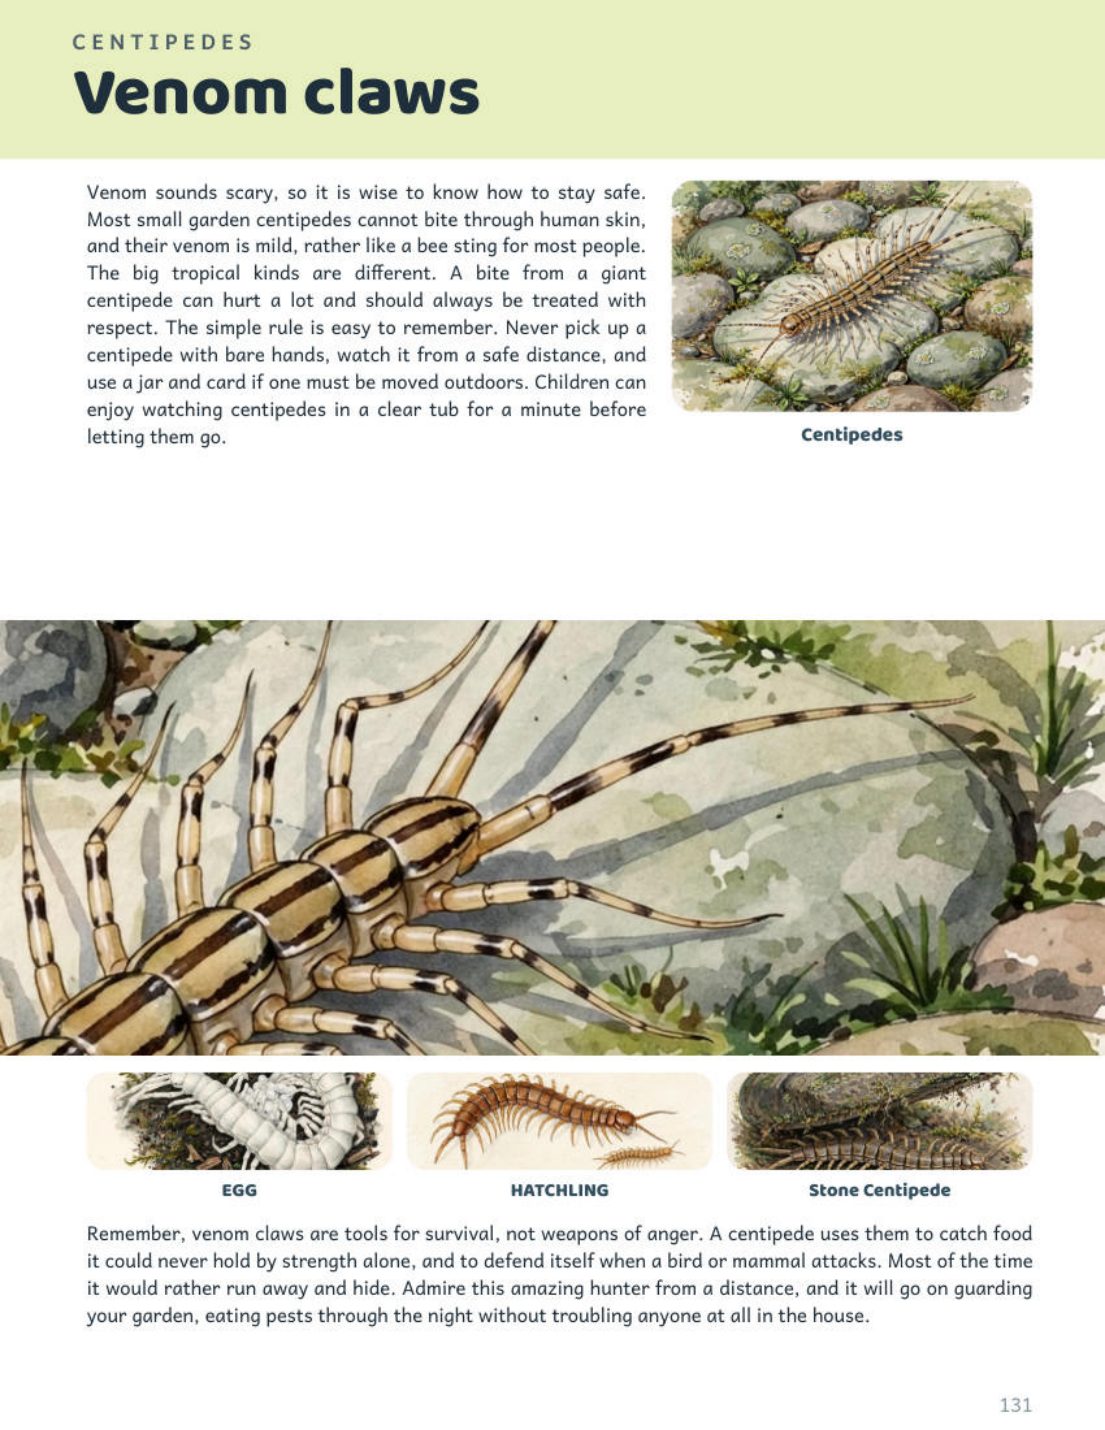 CENTIPEDES
Venom claws
Venom sounds scary, so it is wise to know how to stay safe.
Most small garden centipedes cannot bite through human skin,
and their venom is mild, rather like a bee sting for most people.
The big tropical kinds are different. A bite from a giant
centipede can hurt a lot and should always be treated with
respect. The simple rule is easy to remember. Never pick up a
centipede with bare hands, watch it from a safe distance, and
use a jar and card if one must be moved outdoors. Children can
enjoy watching centipedes in a clear tub for a minute before
letting them go.
Centipedes
EGG
HATCHLING
Stone Centipede
Remember, venom claws are tools for survival, not weapons of anger. A centipede uses them to catch food
it could never hold by strength alone, and to defend itself when a bird or mammal attacks. Most of the time
it would rather run away and hide. Admire this amazing hunter from a distance, and it will go on guarding
your garden, eating pests through the night without troubling anyone at all in the house.
131